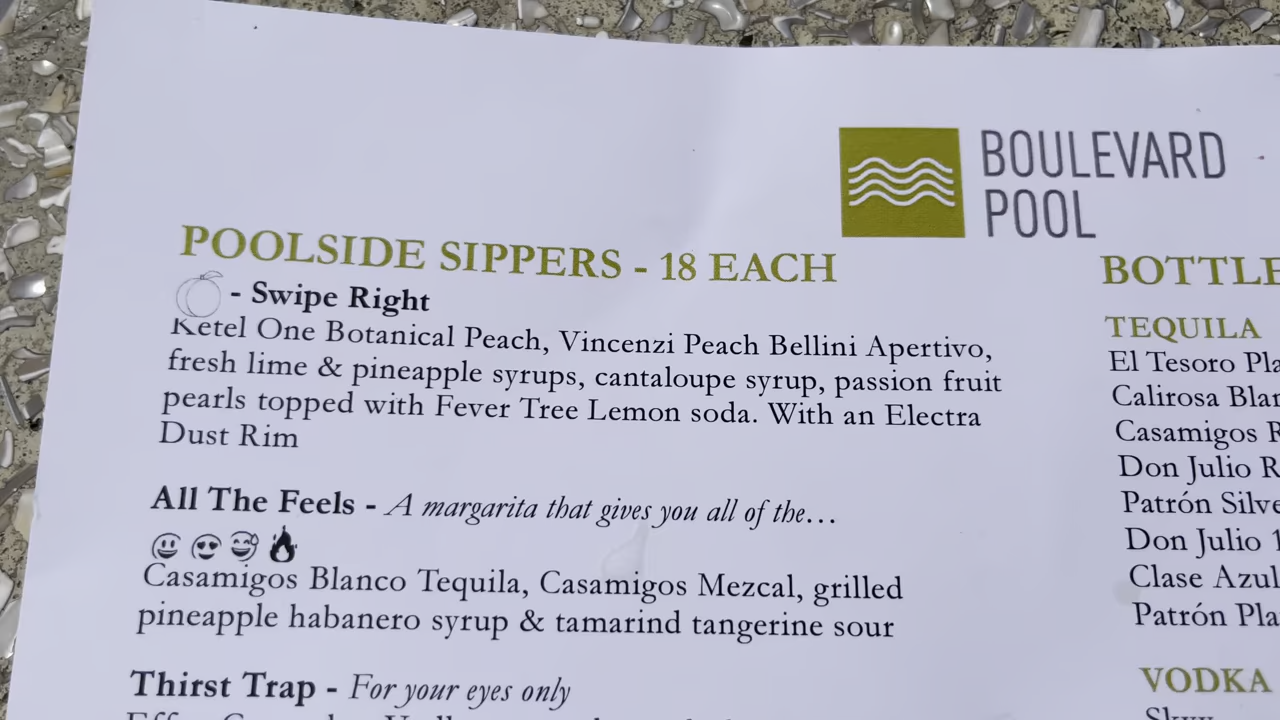 BOULEVARD
POOL
POOLSIDE SIPPERS - 18 EACH
- Swipe Right
Ketel One Botanical Peach, Vincenzi Peach Bellini Apertivo,
fresh lime & pineapple syrups, cantaloupe syrup, passion fruit
pearls topped with Fever Tree Lemon soda. With an Electra
Dust Rim
All The Feels - A margarita that gives you all of the…
Casamigos Blanco Tequila, Casamigos Mezcal, grilled
pineapple habanero syrup & tamarind tangerine sour
Thirst Trap - For your eyes only
BOTTLE
TEQUILA
El Tesoro Pla
Calirosa Blan
Casamigos R
Don Julio R
Patrón Silve
Don Julio 1
Clase Azul
Patrón Pla
VODKA